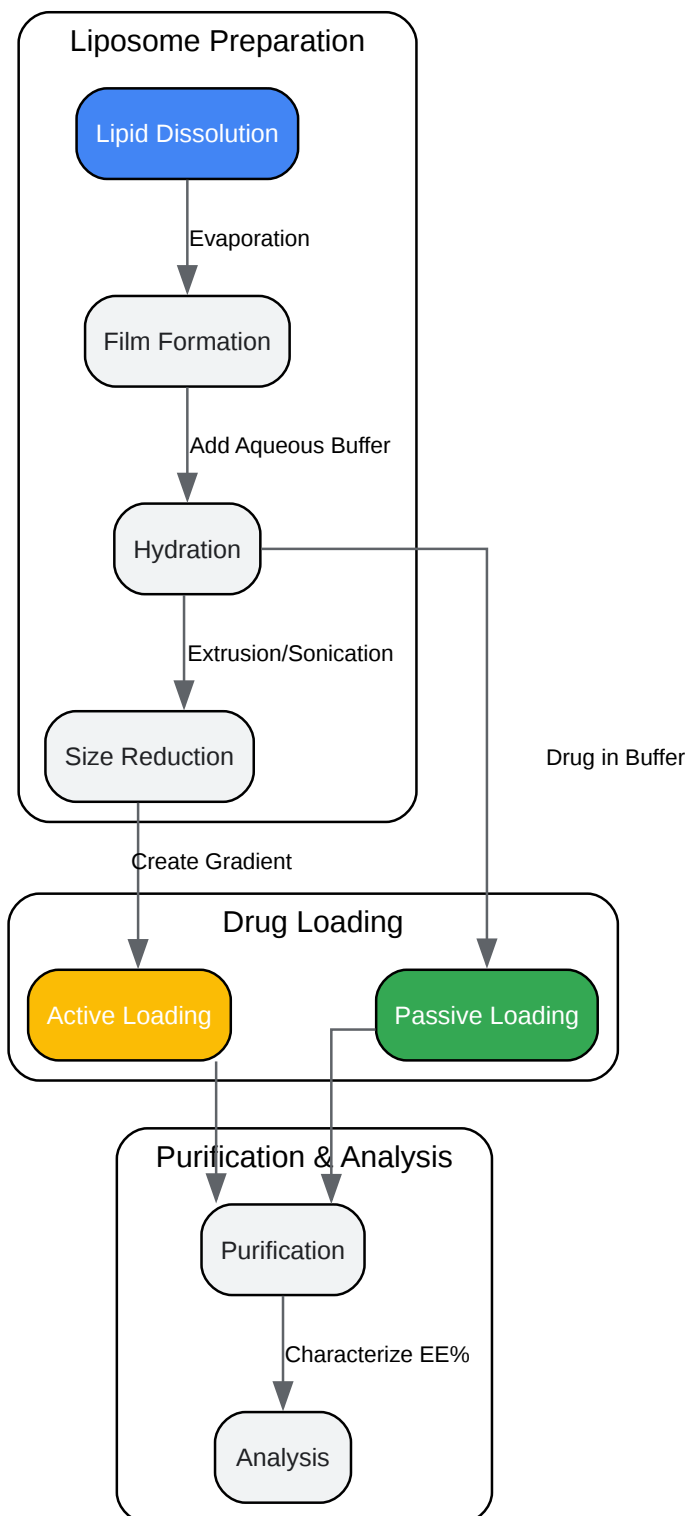 Liposome Preparation
Lipid Dissolution
Evaporation
Film Formation
Add Aqueous Buffer
Hydration
Extrusion/Sonication
Size Reduction
Drug in Buffer
Create Gradient
Drug Loading
Active Loading
Passive Loading
Purification & Analysis
Purification
Characterize EE%
Analysis